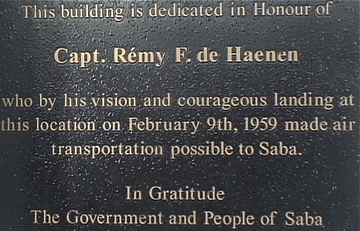 This building is dedicated in Honour of
Capt. Rémy F. de Haenen
who by his vision and courageous landing at
this location on February 9th, 1959 made air
transportation possible to Saba.
In Gratitude
The Government and People of Saba